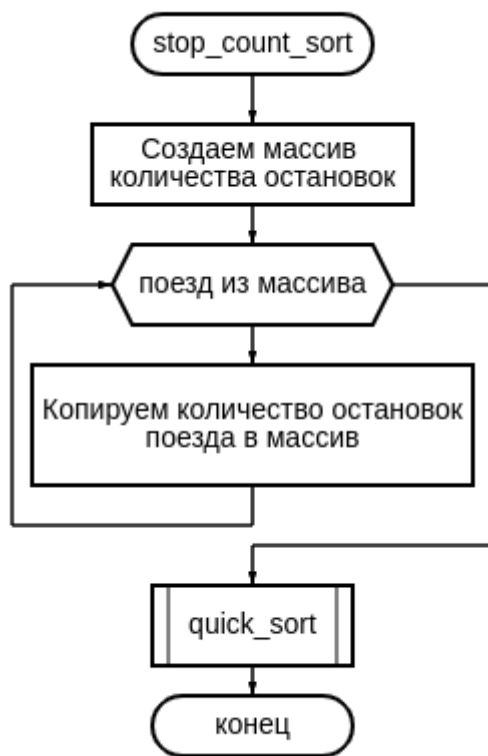 stop_count_sort
Создаем массив
количества остановок
поезд из массива
Копируем количество остановок
поезда в массив
quick_sort
конец